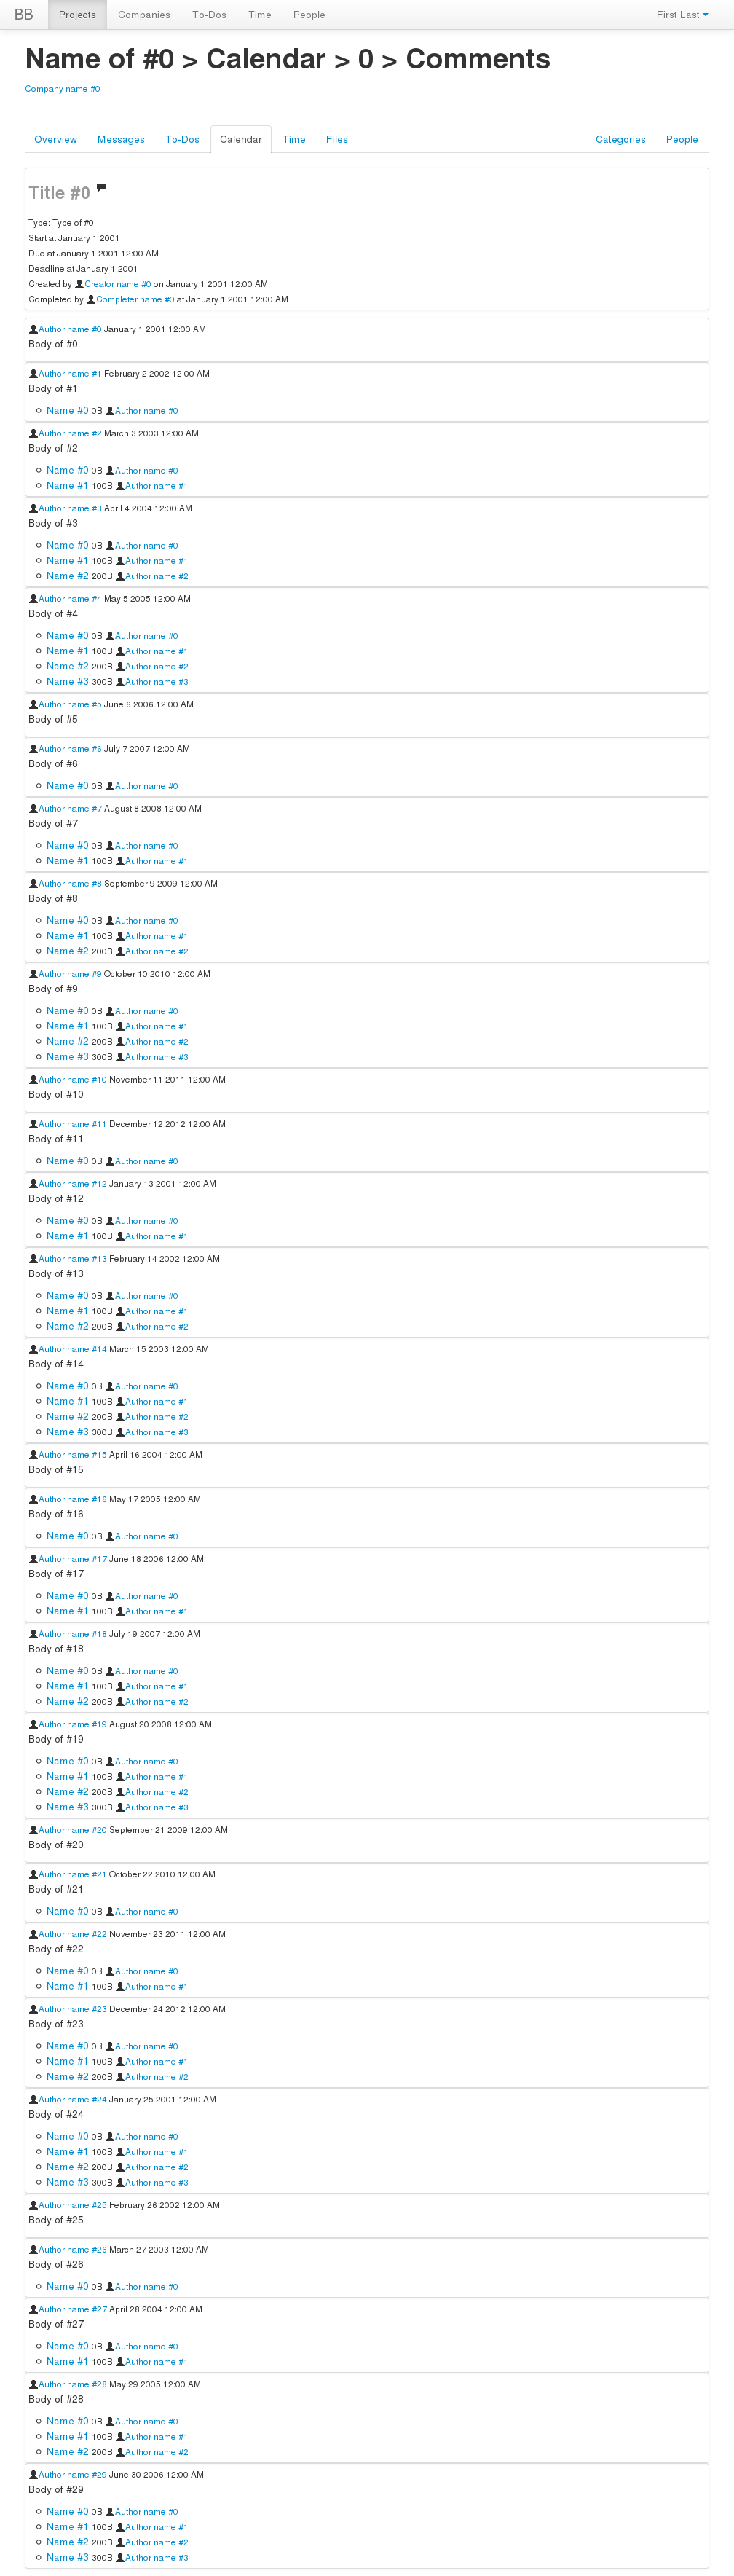 BB Projects Companies To-Dos Time People First Last
Name of #0 > Calendar > 0 > Comments
Company name #0
Overview Messages To-Dos Calendar Time Files Categories People
Title #0
Type: Type of #0
Start at January 1 2001
Due at January 1 2001 12:00 AM
Deadline at January 1 2001
Created by Creator name #0 on January 1 2001 12:00 AM
Completed by Completer name #0 at January 1 2001 12:00 AM
Author name #0 January 1 2001 12:00 AM
Body of #0
Author name #1 February 2 2002 12:00 AM
Body of #1
Name #0 0B Author name #0
Author name #2 March 3 2003 12:00 AM
Body of #2
Name #0 0B Author name #0
Name #1 100B Author name #1
Author name #3 April 4 2004 12:00 AM
Body of #3
Name #0 0B Author name #0
Name #1 100B Author name #1
Name #2 200B Author name #2
Author name #4 May 5 2005 12:00 AM
Body of #4
Name #0 0B Author name #0
Name #1 100B Author name #1
Name #2 200B Author name #2
Name #3 300B Author name #3
Author name #5 June 6 2006 12:00 AM
Body of #5
Author name #6 July 7 2007 12:00 AM
Body of #6
Name #0 0B Author name #0
Author name #7 August 8 2008 12:00 AM
Body of #7
Name #0 0B Author name #0
Name #1 100B Author name #1
Author name #8 September 9 2009 12:00 AM
Body of #8
Name #0 0B Author name #0
Name #1 100B Author name #1
Name #2 200B Author name #2
Author name #9 October 10 2010 12:00 AM
Body of #9
Name #0 0B Author name #0
Name #1 100B Author name #1
Name #2 200B Author name #2
Name #3 300B Author name #3
Author name #10 November 11 2011 12:00 AM
Body of #10
Author name #11 December 12 2012 12:00 AM
Body of #11
Name #0 0B Author name #0
Author name #12 January 13 2001 12:00 AM
Body of #12
Name #0 0B Author name #0
Name #1 100B Author name #1
Author name #13 February 14 2002 12:00 AM
Body of #13
Name #0 0B Author name #0
Name #1 100B Author name #1
Name #2 200B Author name #2
Author name #14 March 15 2003 12:00 AM
Body of #14
Name #0 0B Author name #0
Name #1 100B Author name #1
Name #2 200B Author name #2
Name #3 300B Author name #3
Author name #15 April 16 2004 12:00 AM
Body of #15
Author name #16 May 17 2005 12:00 AM
Body of #16
Name #0 0B Author name #0
Author name #17 June 18 2006 12:00 AM
Body of #17
Name #0 0B Author name #0
Name #1 100B Author name #1
Author name #18 July 19 2007 12:00 AM
Body of #18
Name #0 0B Author name #0
Name #1 100B Author name #1
Name #2 200B Author name #2
Author name #19 August 20 2008 12:00 AM
Body of #19
Name #0 0B Author name #0
Name #1 100B Author name #1
Name #2 200B Author name #2
Name #3 300B Author name #3
Author name #20 September 21 2009 12:00 AM
Body of #20
Author name #21 October 22 2010 12:00 AM
Body of #21
Name #0 0B Author name #0
Author name #22 November 23 2011 12:00 AM
Body of #22
Name #0 0B Author name #0
Name #1 100B Author name #1
Author name #23 December 24 2012 12:00 AM
Body of #23
Name #0 0B Author name #0
Name #1 100B Author name #1
Name #2 200B Author name #2
Author name #24 January 25 2001 12:00 AM
Body of #24
Name #0 0B Author name #0
Name #1 100B Author name #1
Name #2 200B Author name #2
Name #3 300B Author name #3
Author name #25 February 26 2002 12:00 AM
Body of #25
Author name #26 March 27 2003 12:00 AM
Body of #26
Name #0 0B Author name #0
Author name #27 April 28 2004 12:00 AM
Body of #27
Name #0 0B Author name #0
Name #1 100B Author name #1
Author name #28 May 29 2005 12:00 AM
Body of #28
Name #0 0B Author name #0
Name #1 100B Author name #1
Name #2 200B Author name #2
Author name #29 June 30 2006 12:00 AM
Body of #29
Name #0 0B Author name #0
Name #1 100B Author name #1
Name #2 200B Author name #2
Name #3 300B Author name #3